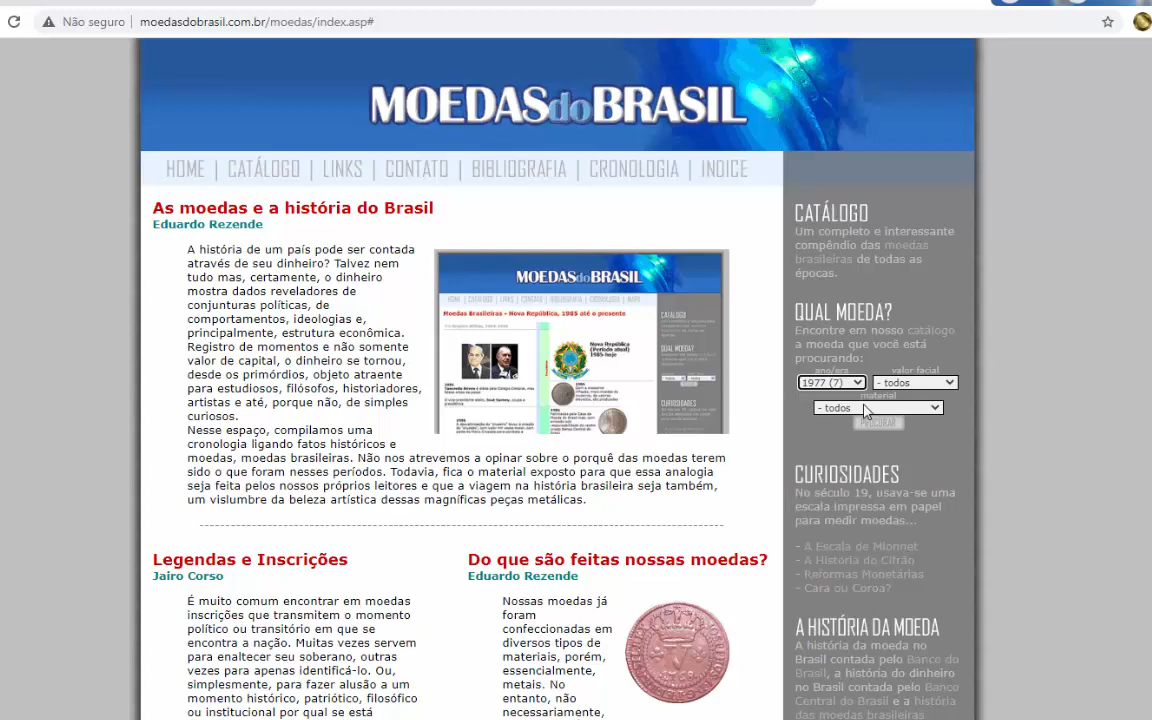 Não seguro
moedasdobrasil.com.br/moedas/index.asp#
MOEDASdoBRASIL
HOME | CATÁLOGO | LINKS | CONTATO | BIBLIOGRAFIA | CRONOLOGIA | INDICE
As moedas e a história do Brasil
Eduardo Rezende
A história de um país pode ser contada
através de seu dinheiro? Talvez nem
tudo mas, certamente, o dinheiro
mostra dados reveladores de
conjunturas políticas, de
comportamentos, ideologias e,
principalmente, estrutura econômica.
Registro de momentos e não somente
valor de capital, o dinheiro se tornou,
desde os primórdios, objeto atraente
para estudiosos, filósofos, historiadores,
artistas e até, porque não, de simples
curiosos.
Nesse espaço, compilamos uma
cronologia ligando fatos históricos e
moedas, moedas brasileiras. Não nos atrevemos a opinar sobre o porquê das moedas terem
sido o que foram nesses períodos. Todavia, fica o material exposto para que essa analogia
seja feita pelos nossos próprios leitores e que a viagem na história brasileira seja também,
um vislumbre da beleza artística dessas magníficas peças metálicas.
MOEDASdoBRASIL
Moedas Brasileiras - Nova República, 1985 até o presente
Nova República
(Período atual)
1985-hoje
CATÁLOGO
QUAL MOEDA?
CURIOSIDADES
Legendas e Inscrições
Jairo Corso
É muito comum encontrar em moedas
inscrições que transmitem o momento
político ou transitório em que se
encontra a nação. Muitas vezes servem
para enaltecer seu soberano, outras
vezes para apenas identificá-lo. Ou,
simplesmente, para fazer alusão a um
momento histórico, patriótico, filosófico
ou institucional por qual se está
Do que são feitas nossas moedas?
Eduardo Rezende
Nossas moedas já
foram
confeccionadas em
diversos tipos de
materiais, porém,
essencialmente,
metais. No
entanto, não
necessariamente,
CATÁLOGO
Um completo e interessante
compêndio das moedas
brasileiras de todas as
épocas.
QUAL MOEDA?
Encontre em nosso catálogo
a moeda que você está
procurando:
ano/era valor facial
1977 (7) - todos
material
- todos
PROCURAR
CURIOSIDADES
No século 19, usava-se uma
escala impressa em papel
para medir moedas...
- A Escala de Mionnet
- A História do Cifrão
- Reformas Monetárias
- Cara ou Coroa?
A HISTÓRIA DA MOEDA
A história da moeda no
Brasil contada pelo Banco do
Brasil, a história do dinheiro
no Brasil contada pelo Banco
Central do Brasil e a história
das moedas brasileiras